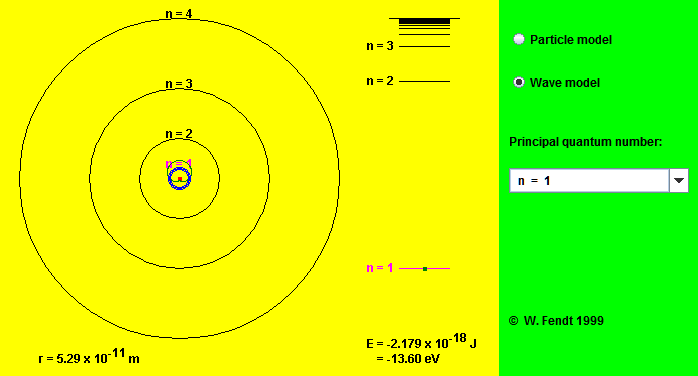 n = 4
n = 3
n = 2
n = 1
r = 5.29 x 10⁻¹¹ m
n = 3
n = 2
n = 1
E = -2.179 x 10⁻¹⁸ J
= -13.60 eV
Particle model
Wave model
Principal quantum number:
n = 1
© W. Fendt 1999